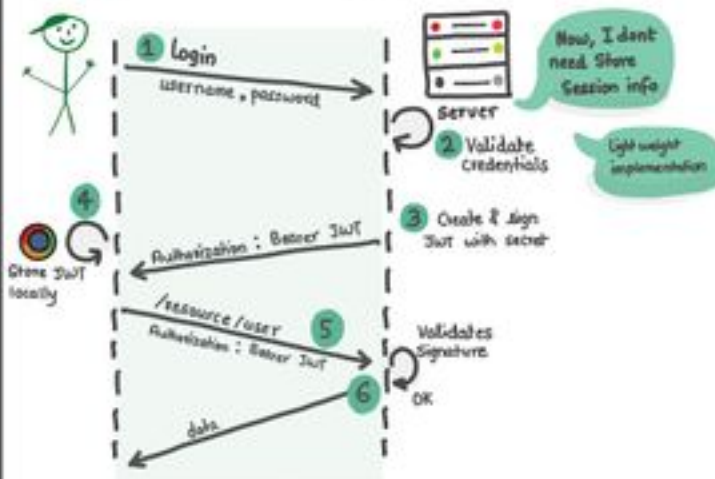 1 Login
username, password
Server
Now, I dont
need Store
Session info
2 Validate
credentials
Light weight
implementation
3 Create & sign
JWT with secret
Authorization : Bearer JWT
4
Store JWT
locally
/resource/user
Authorization : Bearer JWT
5
Validates
Signature
6
OK
data